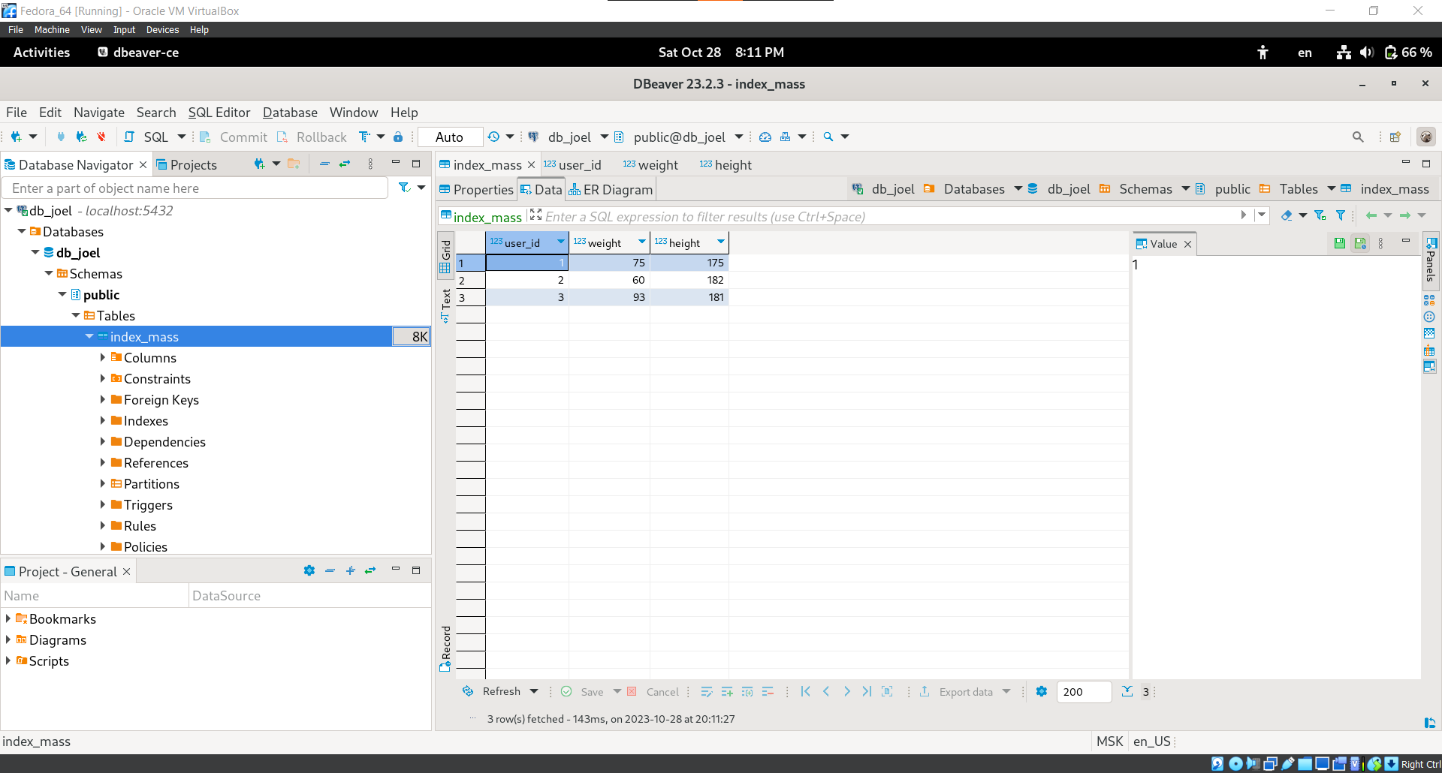 Fedora_64 [Running] - Oracle VM VirtualBox
File Machine View Input Devices Help
Activities dbeaver-ce Sat Oct 28 8:11 PM en 66 %
DBeaver 23.2.3 - index_mass
File Edit Navigate Search SQL Editor Database Window Help
SQL Commit Rollback T Auto db_joel public@db_joel
Database Navigator Projects
Enter a part of object name here
db_joel - localhost:5432
Databases
db_joel
Schemas
public
Tables
index_mass 8K
Columns
Constraints
Foreign Keys
Indexes
Dependencies
References
Partitions
Triggers
Rules
Policies
Project - General
Name DataSource
Bookmarks
Diagrams
Scripts
index_mass 123 user_id 123 weight 123 height
Properties Data ER Diagram db_joel Databases db_joel Schemas public Tables index_mass
index_mass Enter a SQL expression to filter results (use Ctrl+Space)
Grid
Text
Record
123 user_id 123 weight 123 height
1 1 75 175
2 2 60 182
3 3 93 181
Value
1
Panels
Refresh Save Cancel Export data 200 3
... 3 row(s) fetched - 143ms, on 2023-10-28 at 20:11:27
index_mass MSK en_US
Right Ctrl